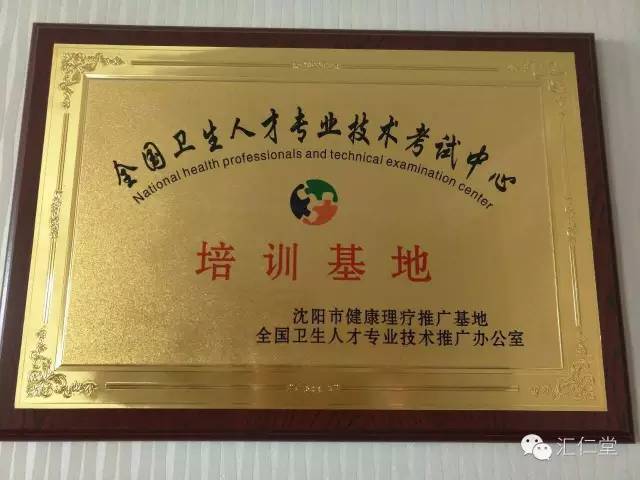 全国卫生人才专业技术考试中心
National health professionals and technical examination center
培训基地
沈阳市健康理疗推广基地
全国卫生人才专业技术推广办公室
汇仁堂